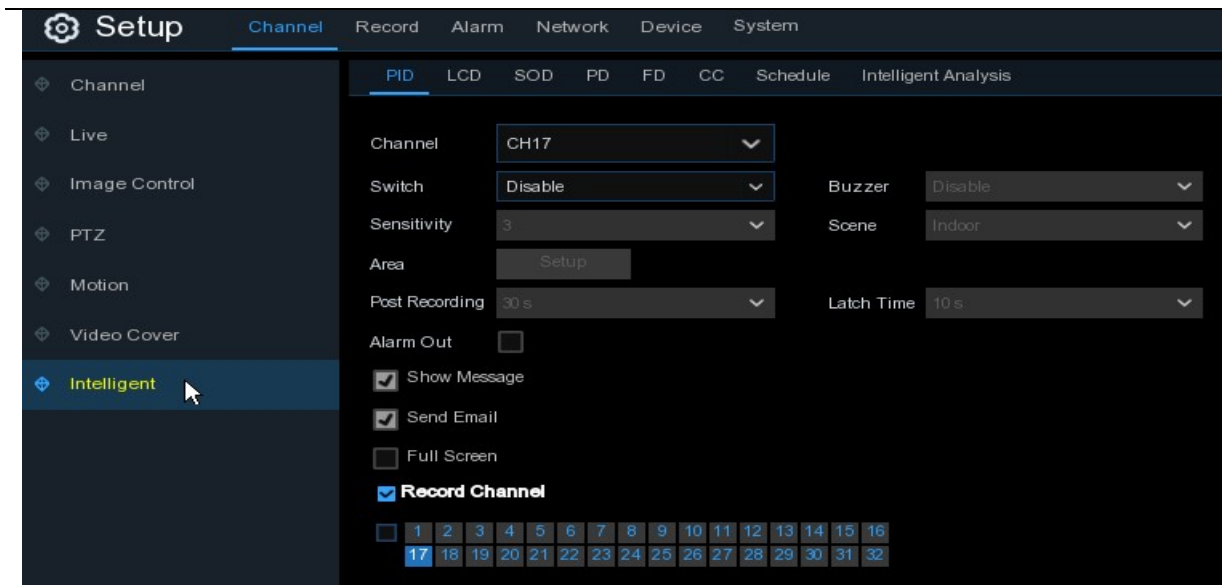 Setup Channel Record Alarm Network Device System
Channel
Live
Image Control
PTZ
Motion
Video Cover
Intelligent
PID LCD SOD PD FD CC Schedule Intelligent Analysis
Channel CH17
Switch Disable Buzzer Disable
Sensitivity 3 Scene Indoor
Area Setup
Post Recording 30 s Latch Time 10 s
Alarm Out
Show Message
Send Email
Full Screen
Record Channel
1 2 3 4 5 6 7 8 9 10 11 12 13 14 15 16
17 18 19 20 21 22 23 24 25 26 27 28 29 30 31 32